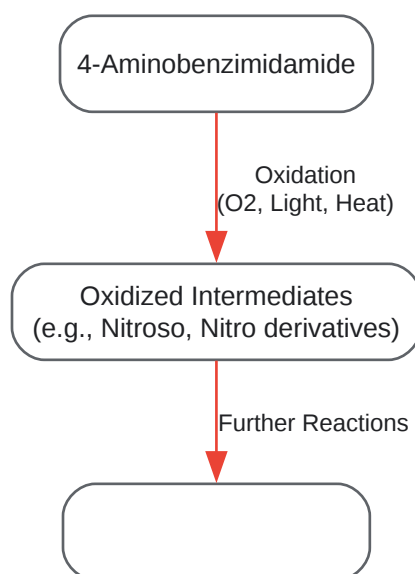 4-Aminobenzimidamide
Oxidation
(O2, Light, Heat)
Oxidized Intermediates
(e.g., Nitroso, Nitro derivatives)
Further Reactions